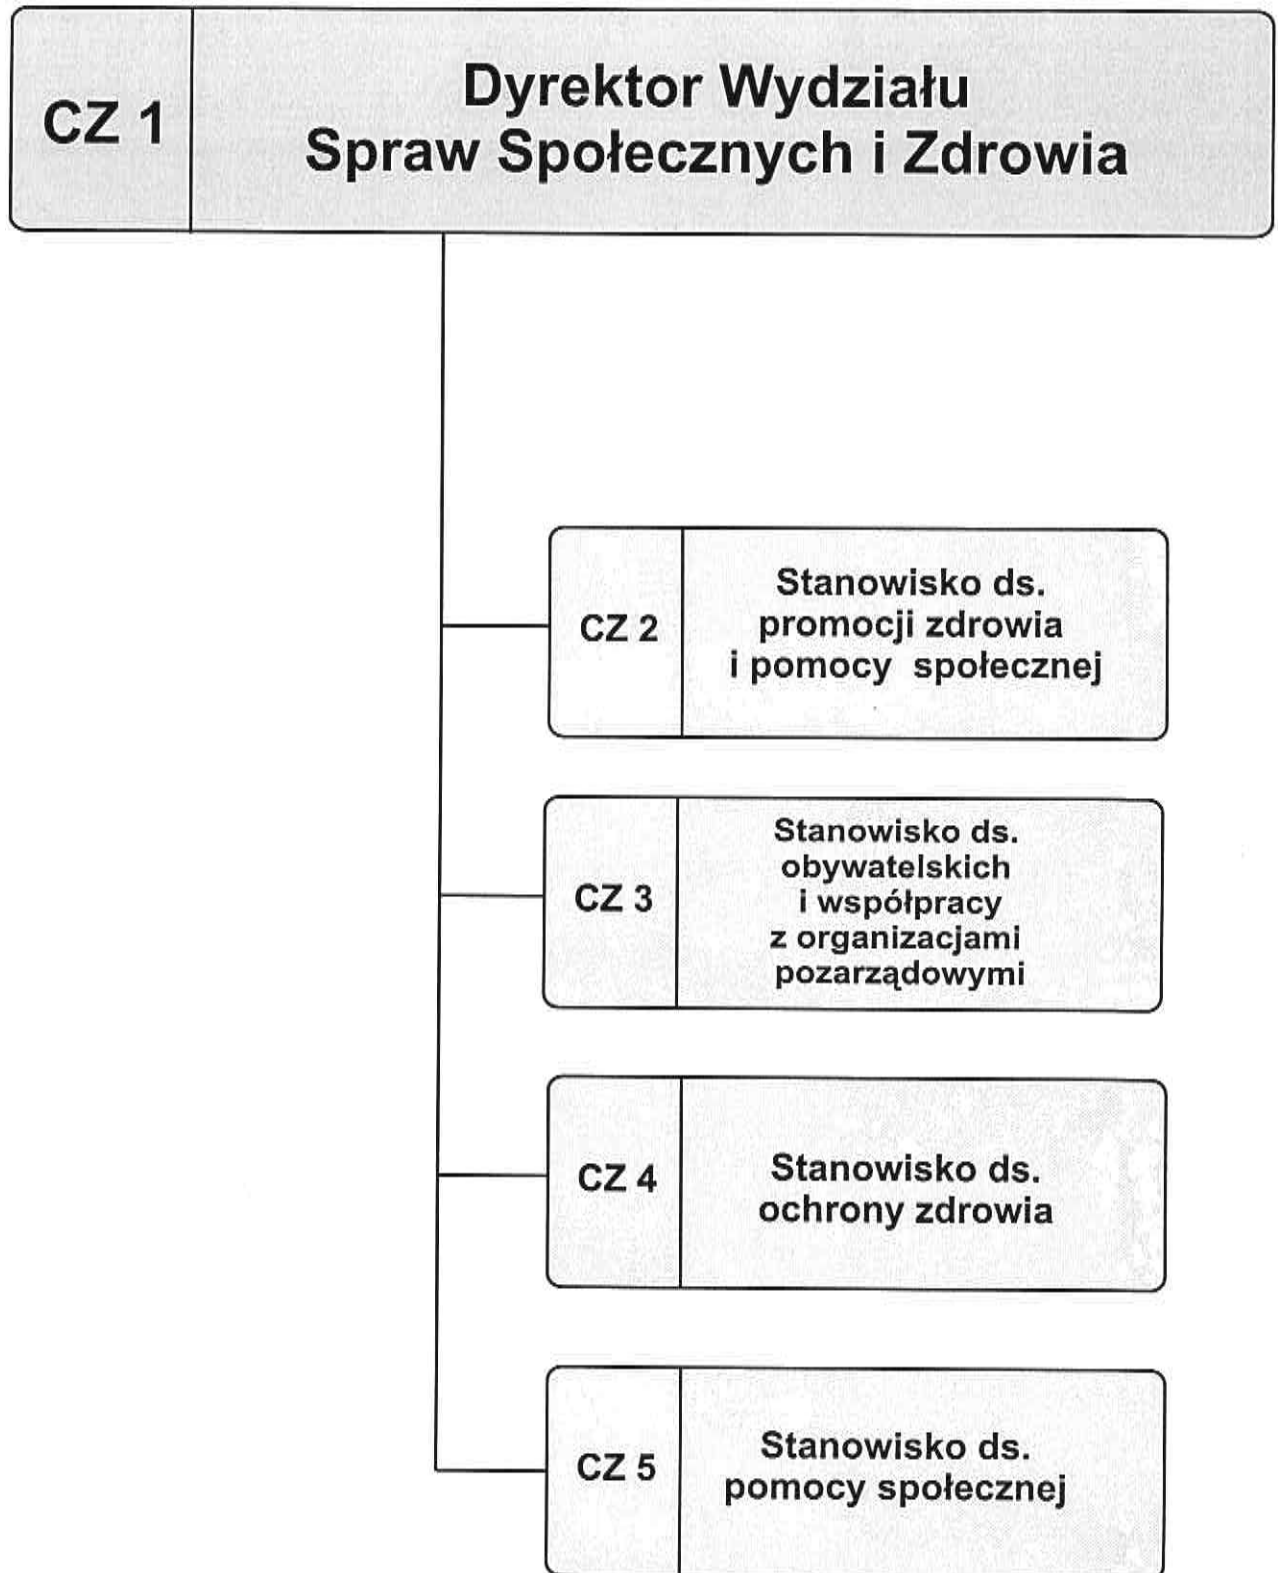 CZ 1
Dyrektor Wydziału
Spraw Społecznych i Zdrowia
CZ 2
Stanowisko ds.
promocji zdrowia
i pomocy społecznej
CZ 3
Stanowisko ds.
obywatelskich
i współpracy
z organizacjami
pozarządowymi
CZ 4
Stanowisko ds.
ochrony zdrowia
CZ 5
Stanowisko ds.
pomocy społecznej